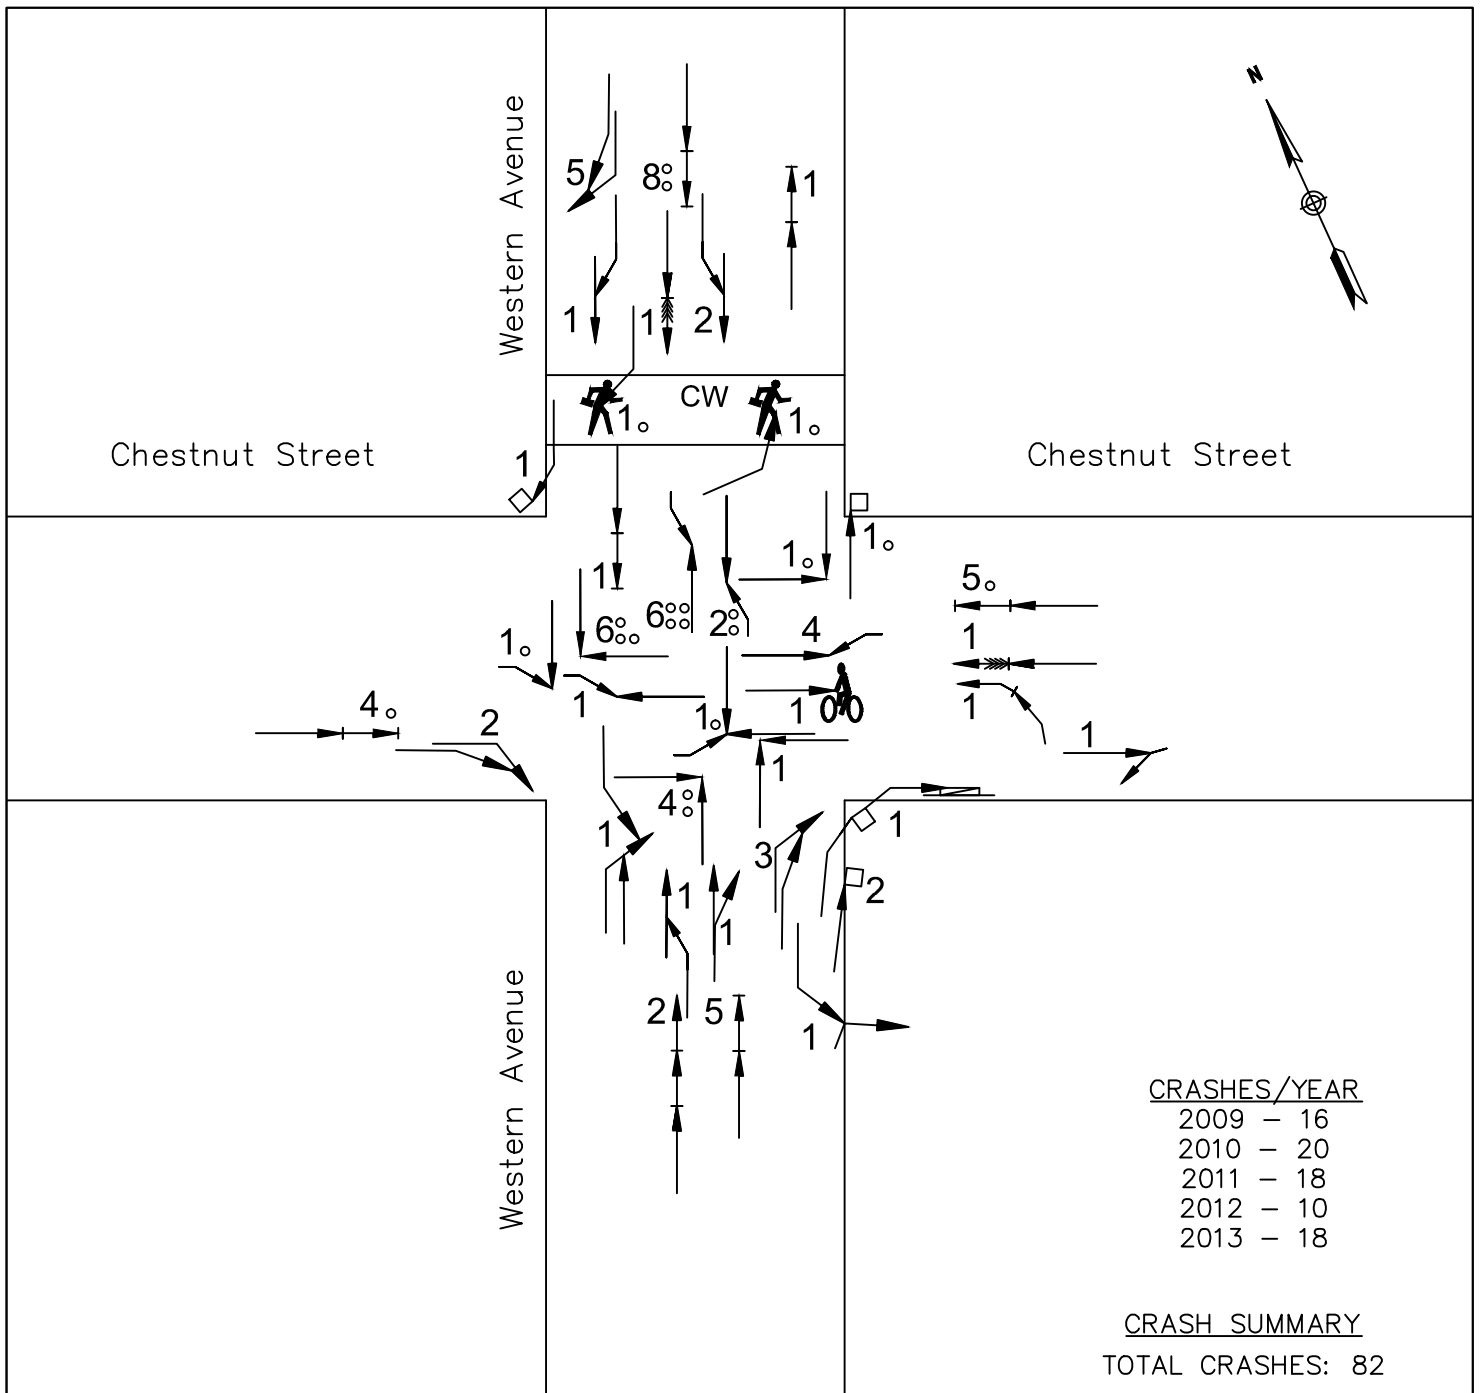 N
Western Avenue
5
8
1
1
1
2
CW
1
1
Chestnut Street
1
Chestnut Street
1
1
1
5
6
6
2
4
1
1
1
1
1
1
4
2
1
1
1
4
1
3
1
2
1
1
Western Avenue
2
5
1
CRASHES/YEAR
2009 – 16
2010 – 20
2011 – 18
2012 – 10
2013 – 18
CRASH SUMMARY
TOTAL CRASHES: 82